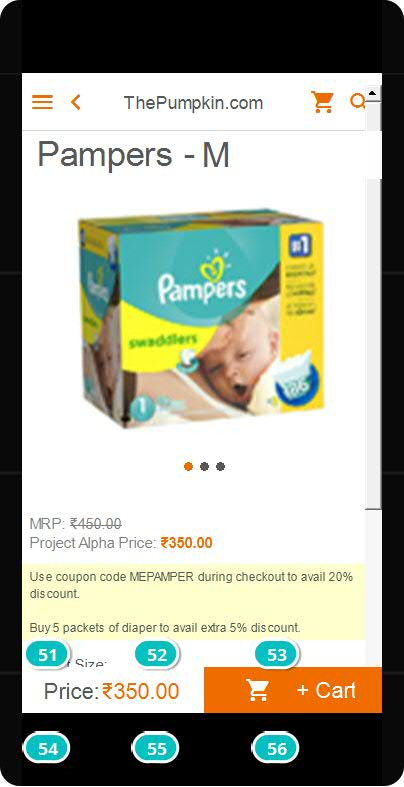 ThePumpkin.com
Pampers - M
#1
Pampers
swaddlers
1
MRP: ₹450.00
Project Alpha Price: ₹350.00
Use coupon code MEPAMPER during checkout to avail 20%
discount.
Buy 5 packets of diaper to avail extra 5% discount.
51
52
53
Size:
Price: ₹350.00
+ Cart
54
55
56